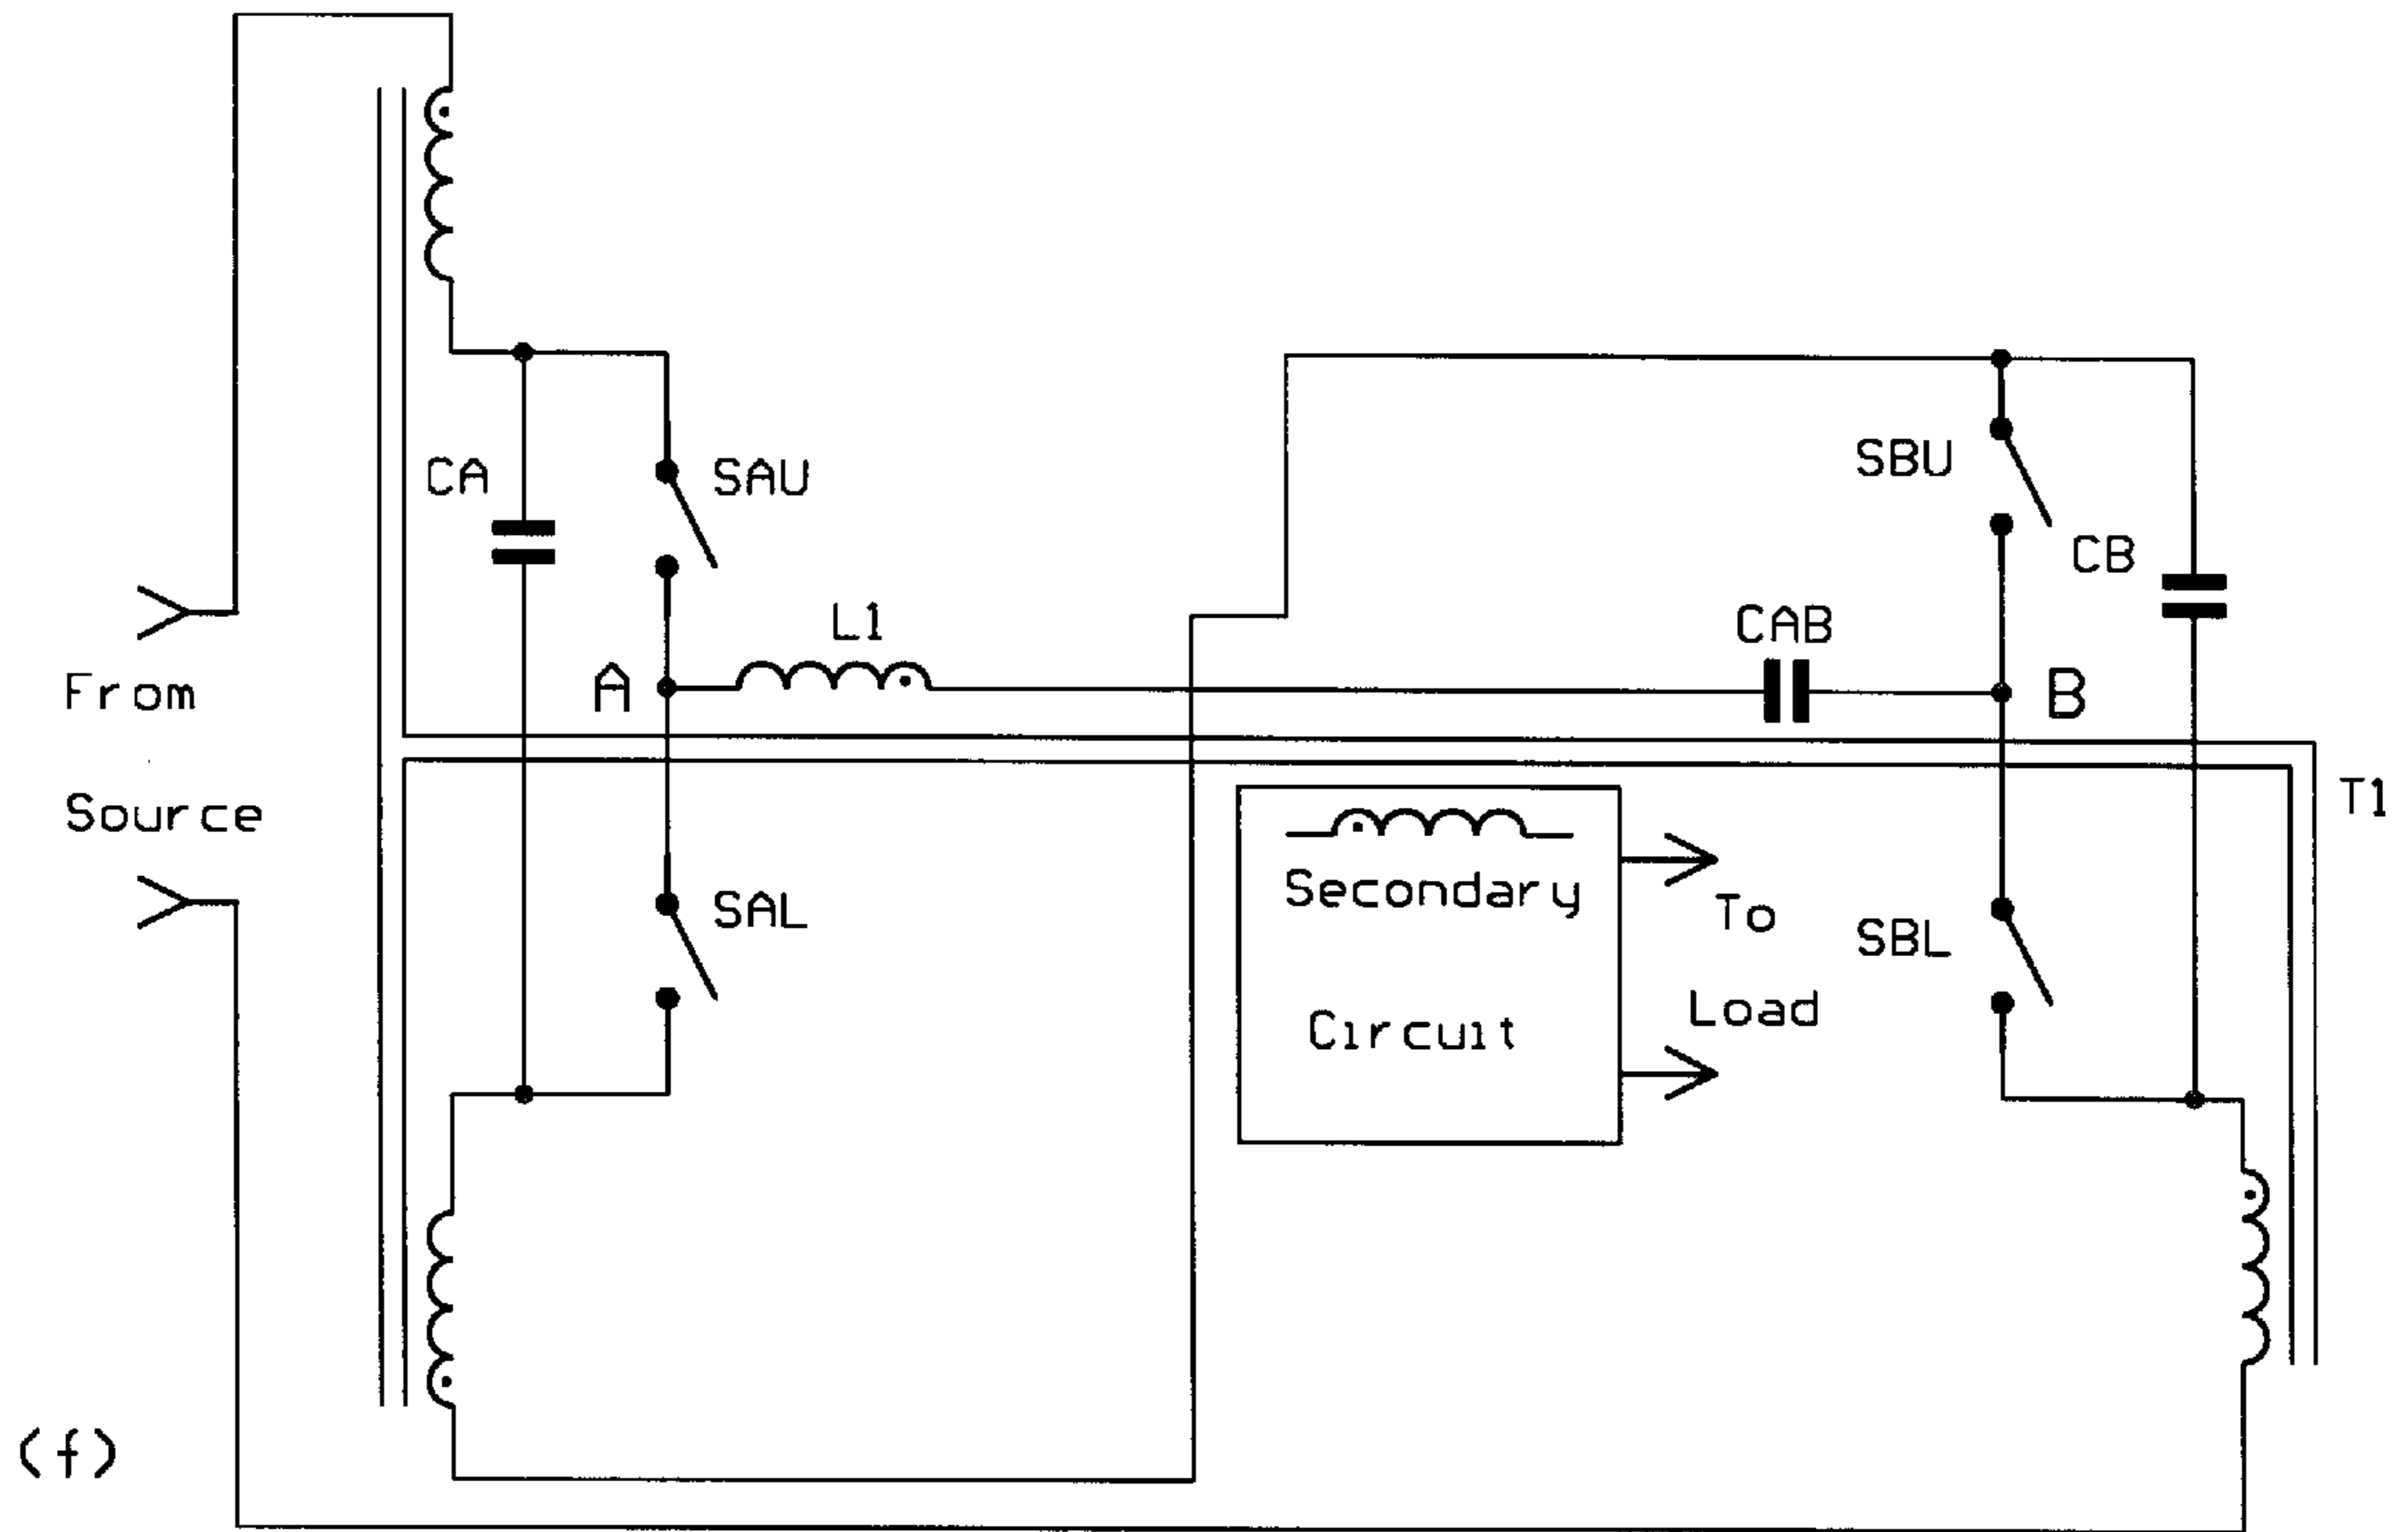 CA
SAU
SBU
CB
L1
CAB
A
B
From
Source
T1
SAL
Secondary
Circuit
To
Load
SBL
(f)